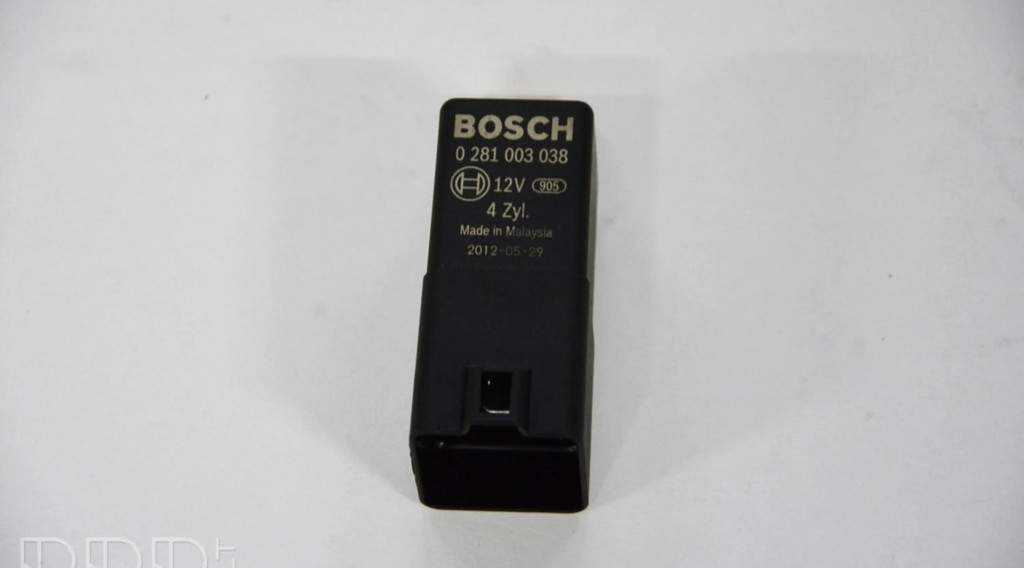 BOSCH
0 281 003 038
12V 905
4 Zyl.
Made in Malaysia
2012-05-29